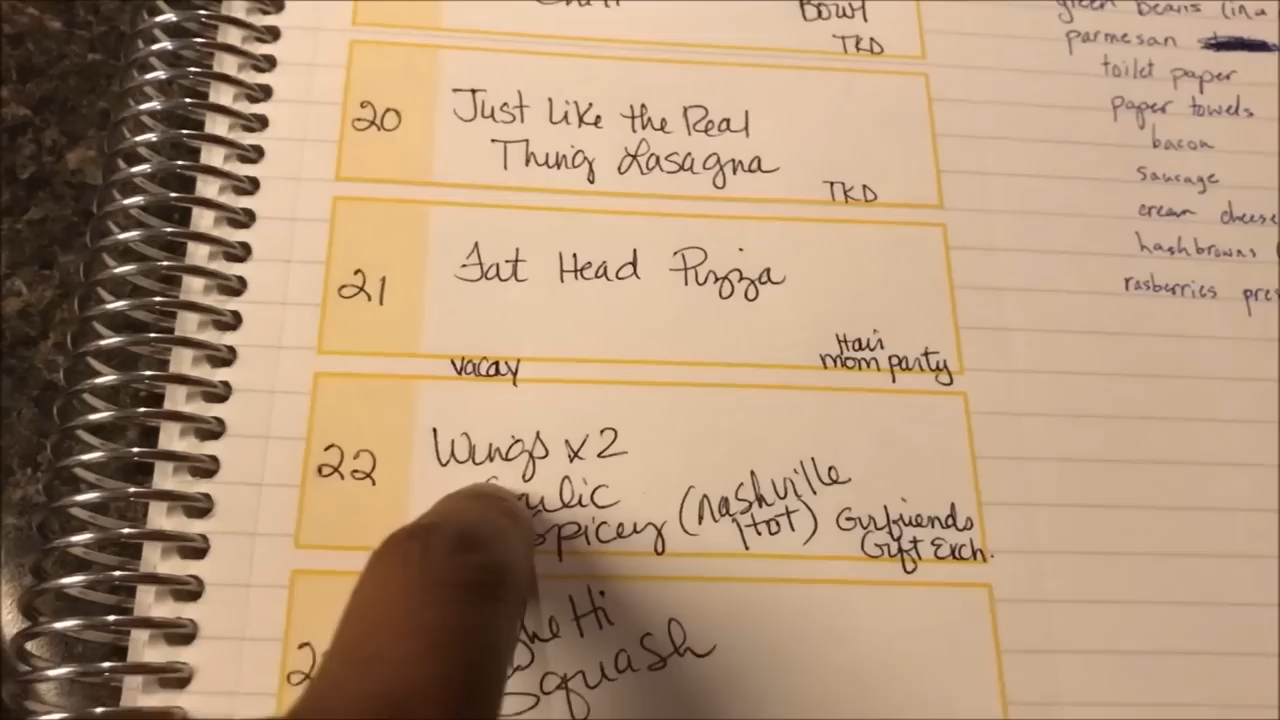 Bowl
TKD
20
Just Like the Real
Thing Lasagna
TKD
21
Fat Head Pizza
Hair
mom party
vacay
22
Wings x 2
Spicey (nashville
Hot)
Girlfriends
Gift Exch.
Squash
green beans
parmesan
toilet paper
paper towels
bacon
sausage
cream cheese
hashbrowns
rasberries